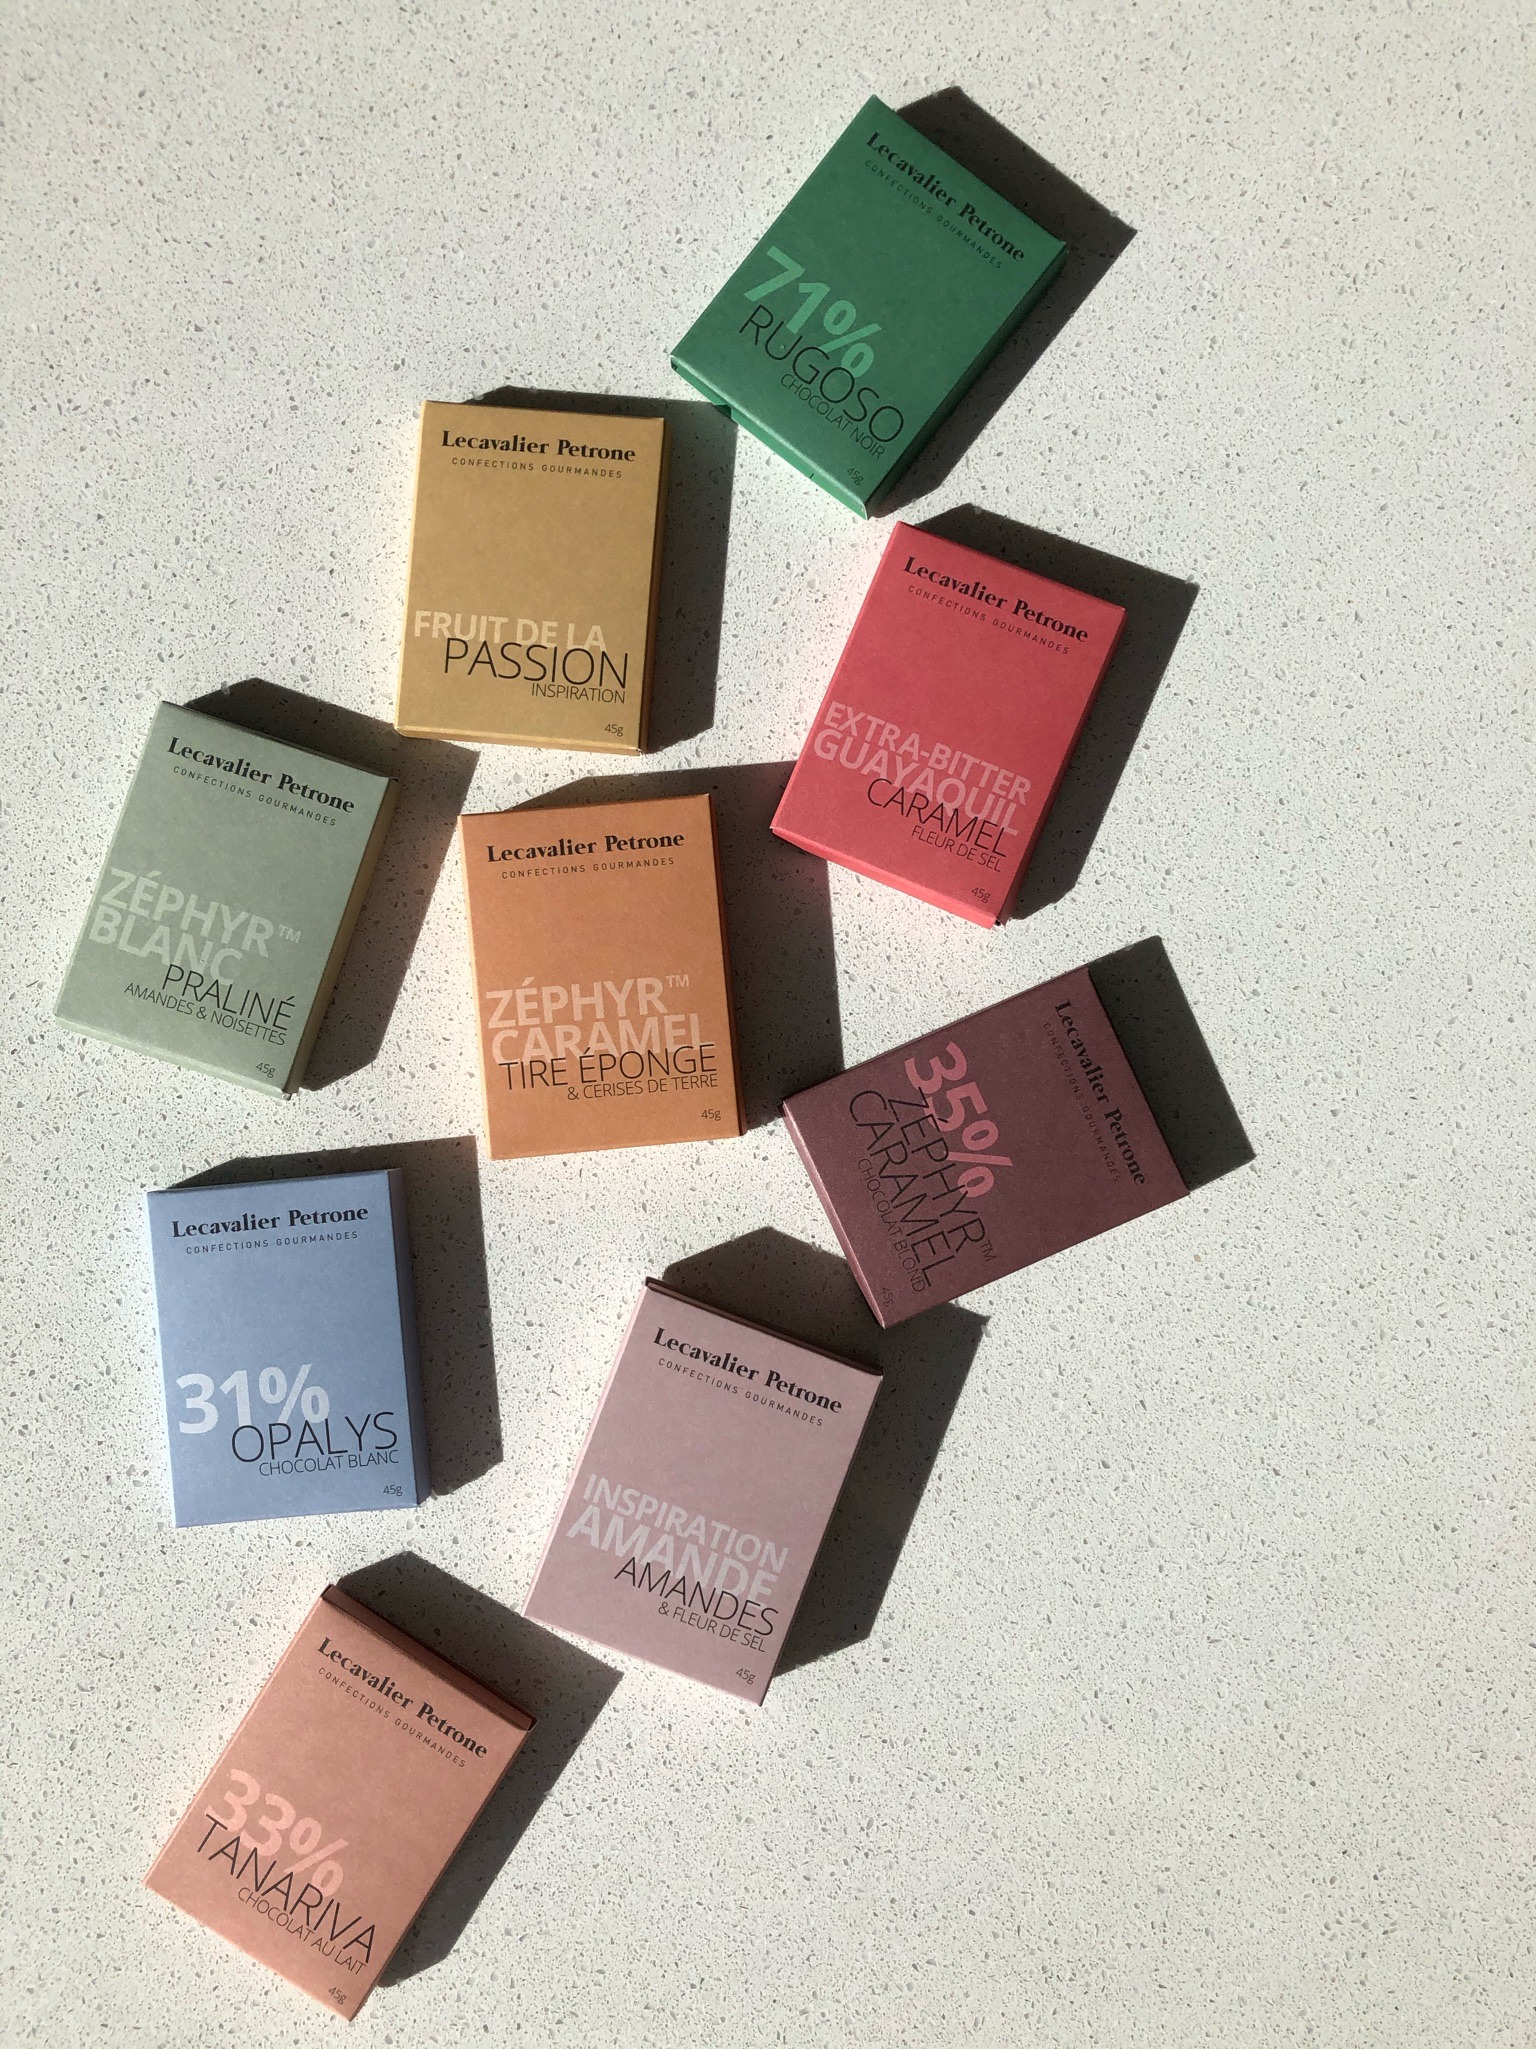 Lecavalier Petrone
CONFECTIONS GOURMANDES
71%
RUGOSO
CHOCOLAT NOIR
45g
Lecavalier Petrone
CONFECTIONS GOURMANDES
FRUIT DE LA
PASSION
INSPIRATION
45g
Lecavalier Petrone
CONFECTIONS GOURMANDES
EXTRA-BITTER
GUAYAQUIL
CARAMEL
FLEUR DE SEL
45g
Lecavalier Petrone
CONFECTIONS GOURMANDES
ZÉPHYR™
BLANC
PRALINÉ
AMANDES & NOISETTES
45g
Lecavalier Petrone
CONFECTIONS GOURMANDES
ZÉPHYR™
CARAMEL
TIRE ÉPONGE
& CERISES DE TERRE
45g
Lecavalier Petrone
CONFECTIONS GOURMANDES
35%
ZÉPHYR™
CARAMEL
CHOCOLAT BLOND
45g
Lecavalier Petrone
CONFECTIONS GOURMANDES
31%
OPALYS
CHOCOLAT BLANC
45g
Lecavalier Petrone
CONFECTIONS GOURMANDES
INSPIRATION
AMANDE
AMANDES
& FLEUR DE SEL
45g
Lecavalier Petrone
CONFECTIONS GOURMANDES
33%
TANARIVA
CHOCOLAT AU LAIT
45g